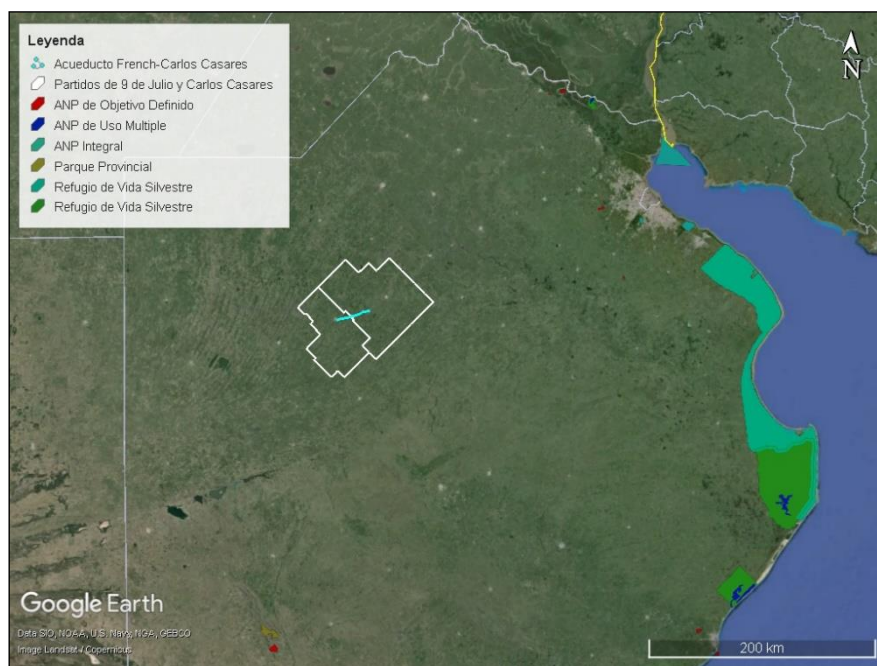 Leyenda
Acueducto French-Carlos Casares
Partidos de 9 de Julio y Carlos Casares
ANP de Objetivo Definido
ANP de Uso Multiple
ANP Integral
Parque Provincial
Refugio de Vida Silvestre
Refugio de Vida Silvestre
N
Google Earth
Data SIO, NOAA, U.S. Navy, NGA, GEBCO
Image Landsat / Copernicus
200 km